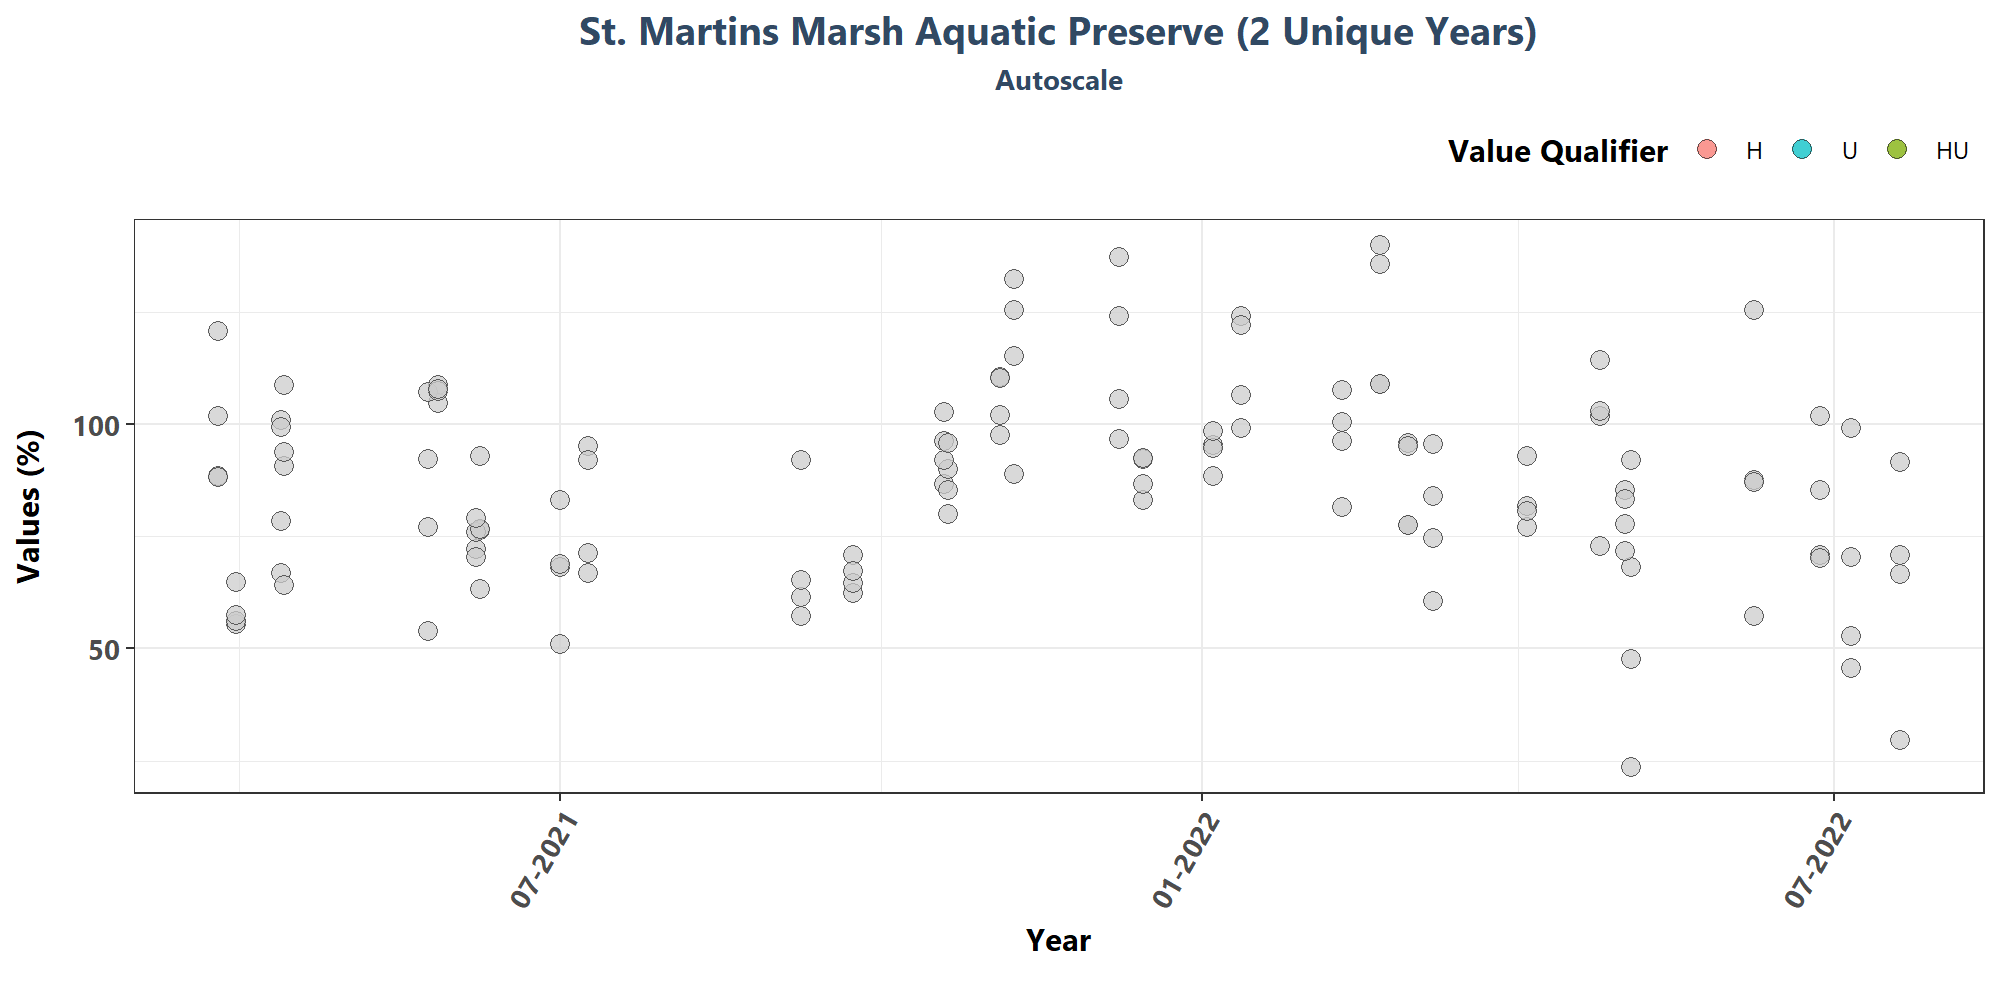 St. Martins Marsh Aquatic Preserve (2 Unique Years)
Autoscale
Value Qualifier H U HU
Values (%)
100
50
07-2021
01-2022
07-2022
Year